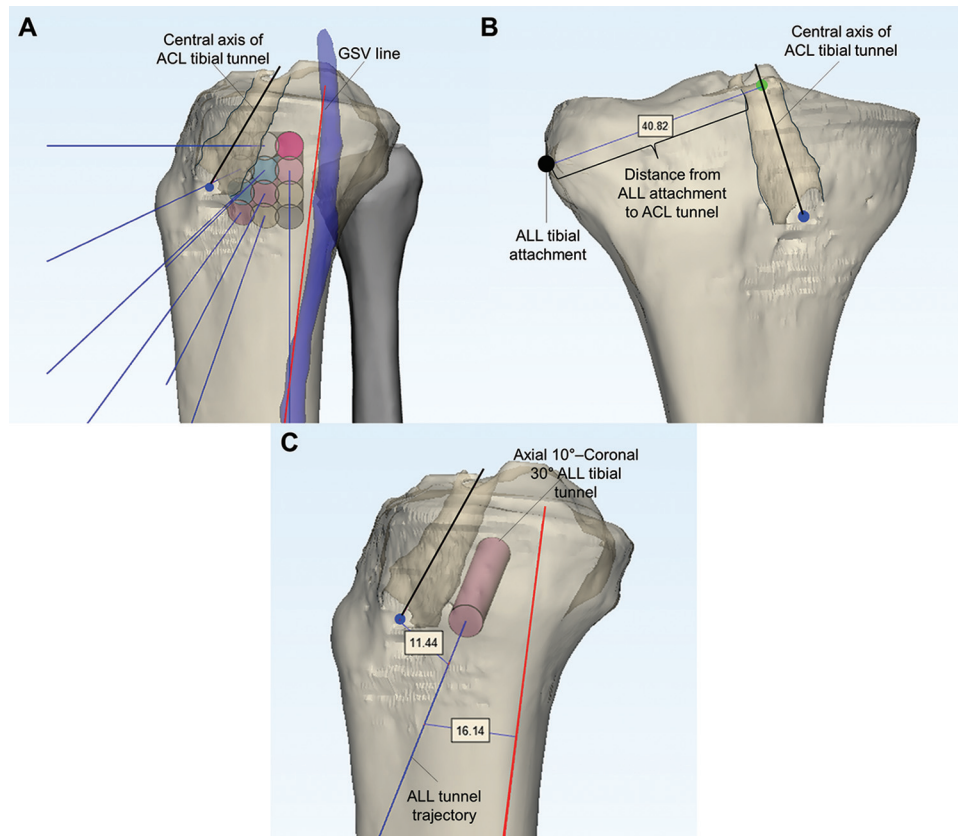 A
Central axis of
ACL tibial tunnel
GSV line
B
Central axis of
ACL tibial tunnel
40.82
Distance from
ALL attachment
to ACL tunnel
ALL tibial
attachment
C
Axial 10°–Coronal
30° ALL tibial
tunnel
11.44
16.14
ALL tunnel
trajectory